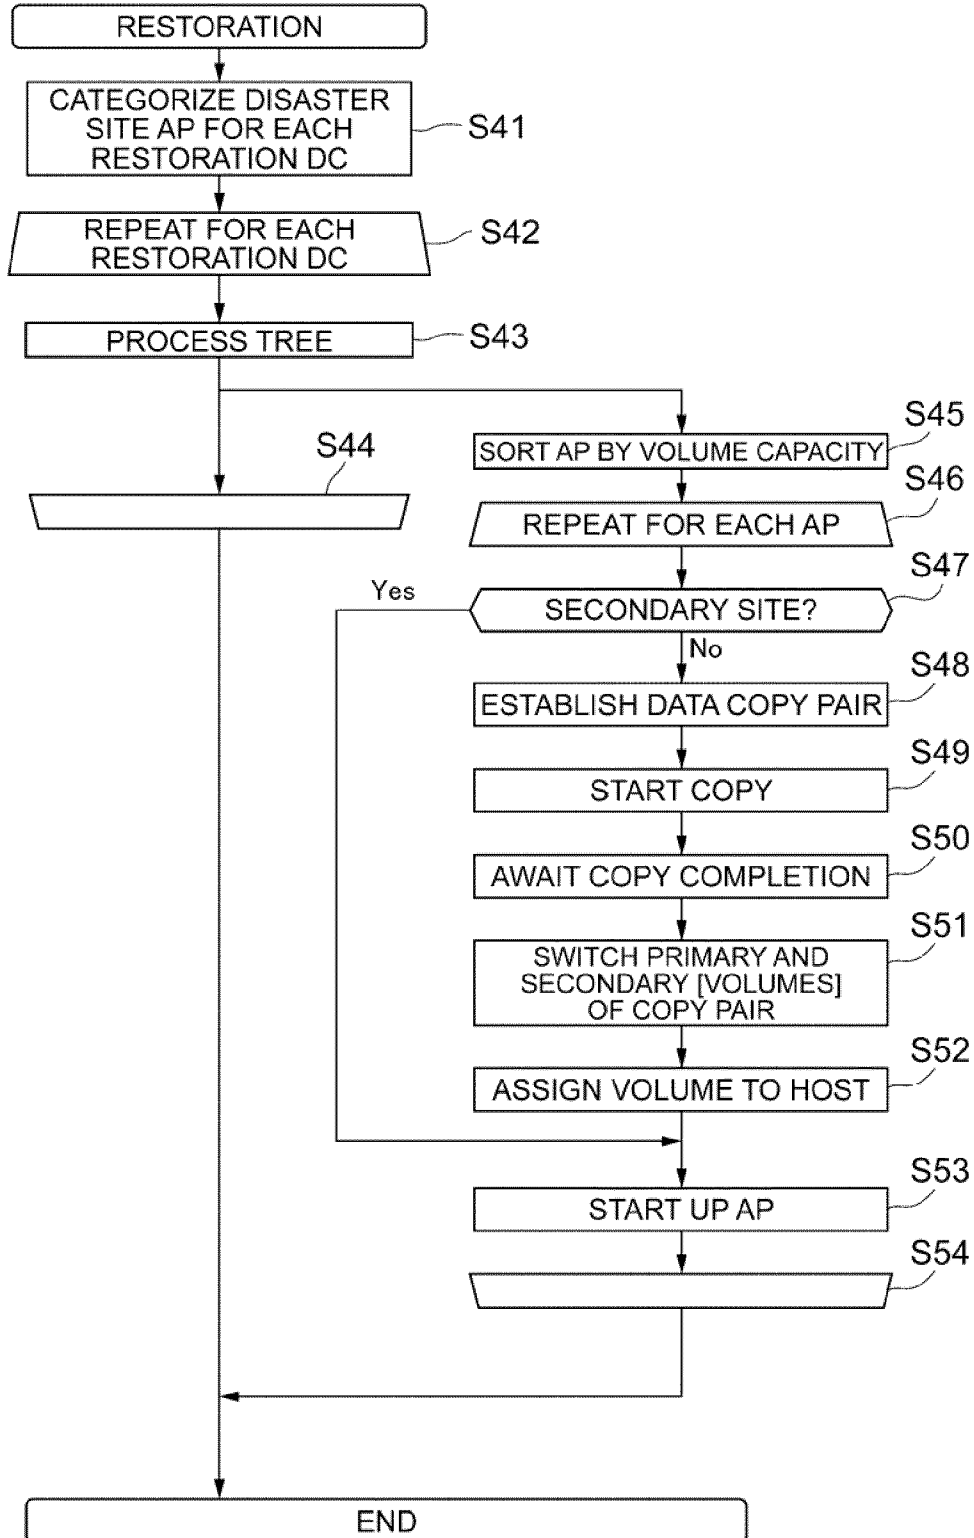 RESTORATION
CATEGORIZE DISASTER
SITE AP FOR EACH
RESTORATION DC
S41
REPEAT FOR EACH
RESTORATION DC
S42
PROCESS TREE
S43
S44
SORT AP BY VOLUME CAPACITY
S45
REPEAT FOR EACH AP
S46
SECONDARY SITE?
S47
Yes
No
ESTABLISH DATA COPY PAIR
S48
START COPY
S49
AWAIT COPY COMPLETION
S50
SWITCH PRIMARY AND
SECONDARY [VOLUMES]
OF COPY PAIR
S51
ASSIGN VOLUME TO HOST
S52
START UP AP
S53
S54
END